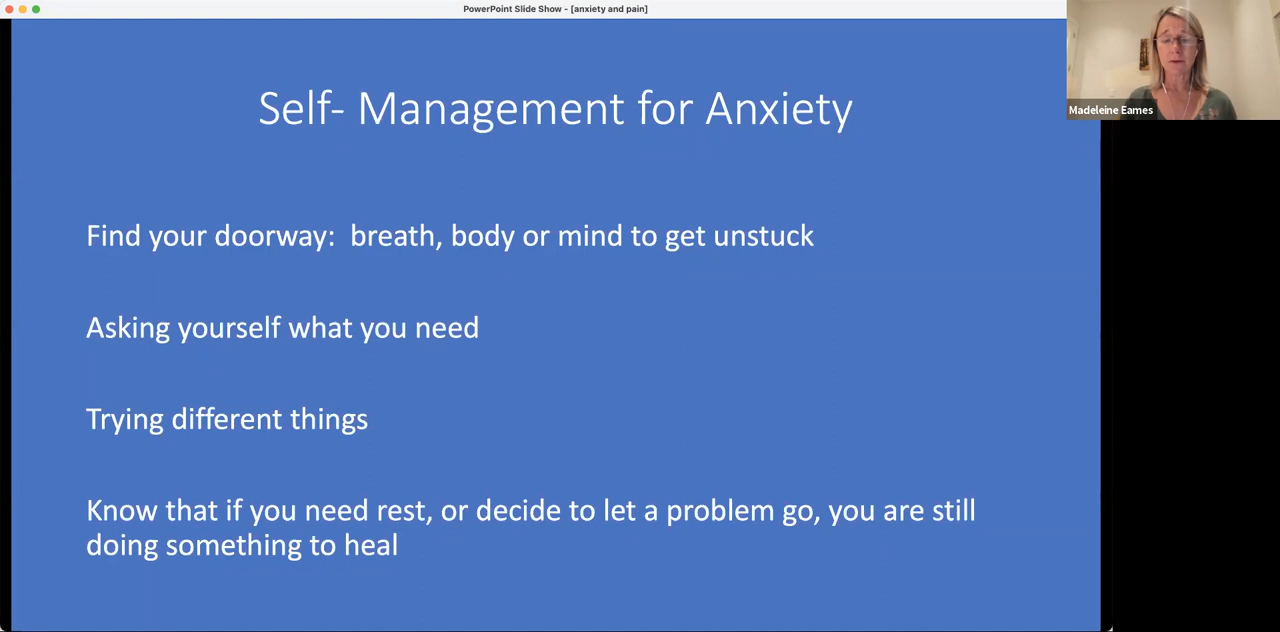 PowerPoint Slide Show - [anxiety and pain]
Madeleine Eames
Self- Management for Anxiety
Find your doorway:  breath, body or mind to get unstuck
Asking yourself what you need
Trying different things
Know that if you need rest, or decide to let a problem go, you are still
doing something to heal